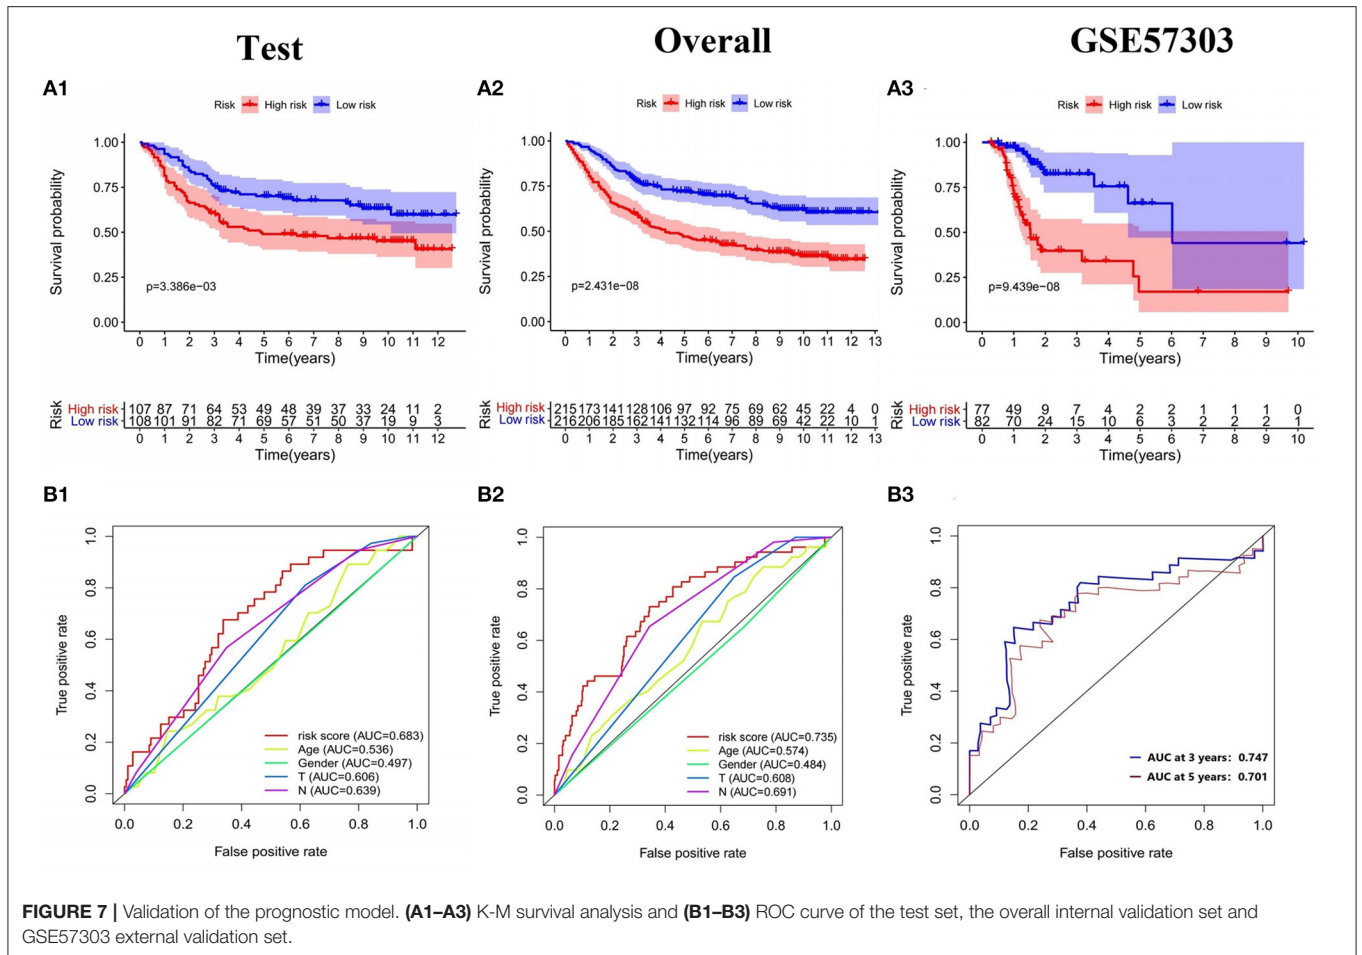 Test
Overall
GSE57303
A1
A2
A3
Risk High risk Low risk
Risk High risk Low risk
Risk High risk Low risk
Survival probability
1.00
0.75
0.50
0.25
0.00
p=3.386e−03
0 1 2 3 4 5 6 7 8 9 10 11 12
Time(years)
Survival probability
1.00
0.75
0.50
0.25
0.00
p=2.431e−08
0 1 2 3 4 5 6 7 8 9 10 11 12 13
Time(years)
Survival probability
1.00
0.75
0.50
0.25
0.00
p=9.439e−08
0 1 2 3 4 5 6 7 8 9 10
Time(years)
Risk
High risk 107 87 71 64 53 49 48 39 37 33 24 11 2
Low risk 108 101 91 82 71 69 57 51 50 37 19 9 3
0 1 2 3 4 5 6 7 8 9 10 11 12
Time(years)
Risk
High risk 215 173 141 128 106 97 92 75 69 62 45 22 4 0
Low risk 216 206 185 162 141 132 114 96 89 69 42 22 10 1
0 1 2 3 4 5 6 7 8 9 10 11 12 13
Time(years)
Risk
High risk 77 49 9 7 4 2 2 1 1 1 0
Low risk 82 70 24 15 10 6 3 2 2 2 1
0 1 2 3 4 5 6 7 8 9 10
Time(years)
B1
B2
B3
True positive rate
1.0
0.8
0.6
0.4
0.2
0.0
risk score (AUC=0.683)
Age (AUC=0.536)
Gender (AUC=0.497)
T (AUC=0.606)
N (AUC=0.639)
0.0 0.2 0.4 0.6 0.8 1.0
False positive rate
True positive rate
1.0
0.8
0.6
0.4
0.2
0.0
risk score (AUC=0.735)
Age (AUC=0.574)
Gender (AUC=0.484)
T (AUC=0.608)
N (AUC=0.691)
0.0 0.2 0.4 0.6 0.8 1.0
False positive rate
True positive rate
1.0
0.8
0.6
0.4
0.2
0.0
AUC at 3 years: 0.747
AUC at 5 years: 0.701
0.0 0.2 0.4 0.6 0.8 1.0
False positive rate
FIGURE 7 | Validation of the prognostic model. (A1–A3) K-M survival analysis and (B1–B3) ROC curve of the test set, the overall internal validation set and
GSE57303 external validation set.